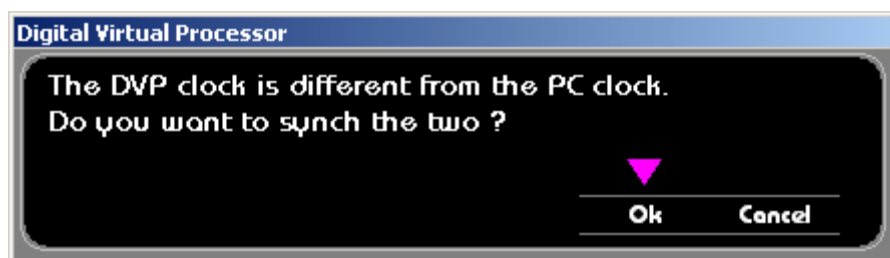 Digital Virtual Processor
The DVP clock is different from the PC clock.
Do you want to synch the two ?
Ok Cancel